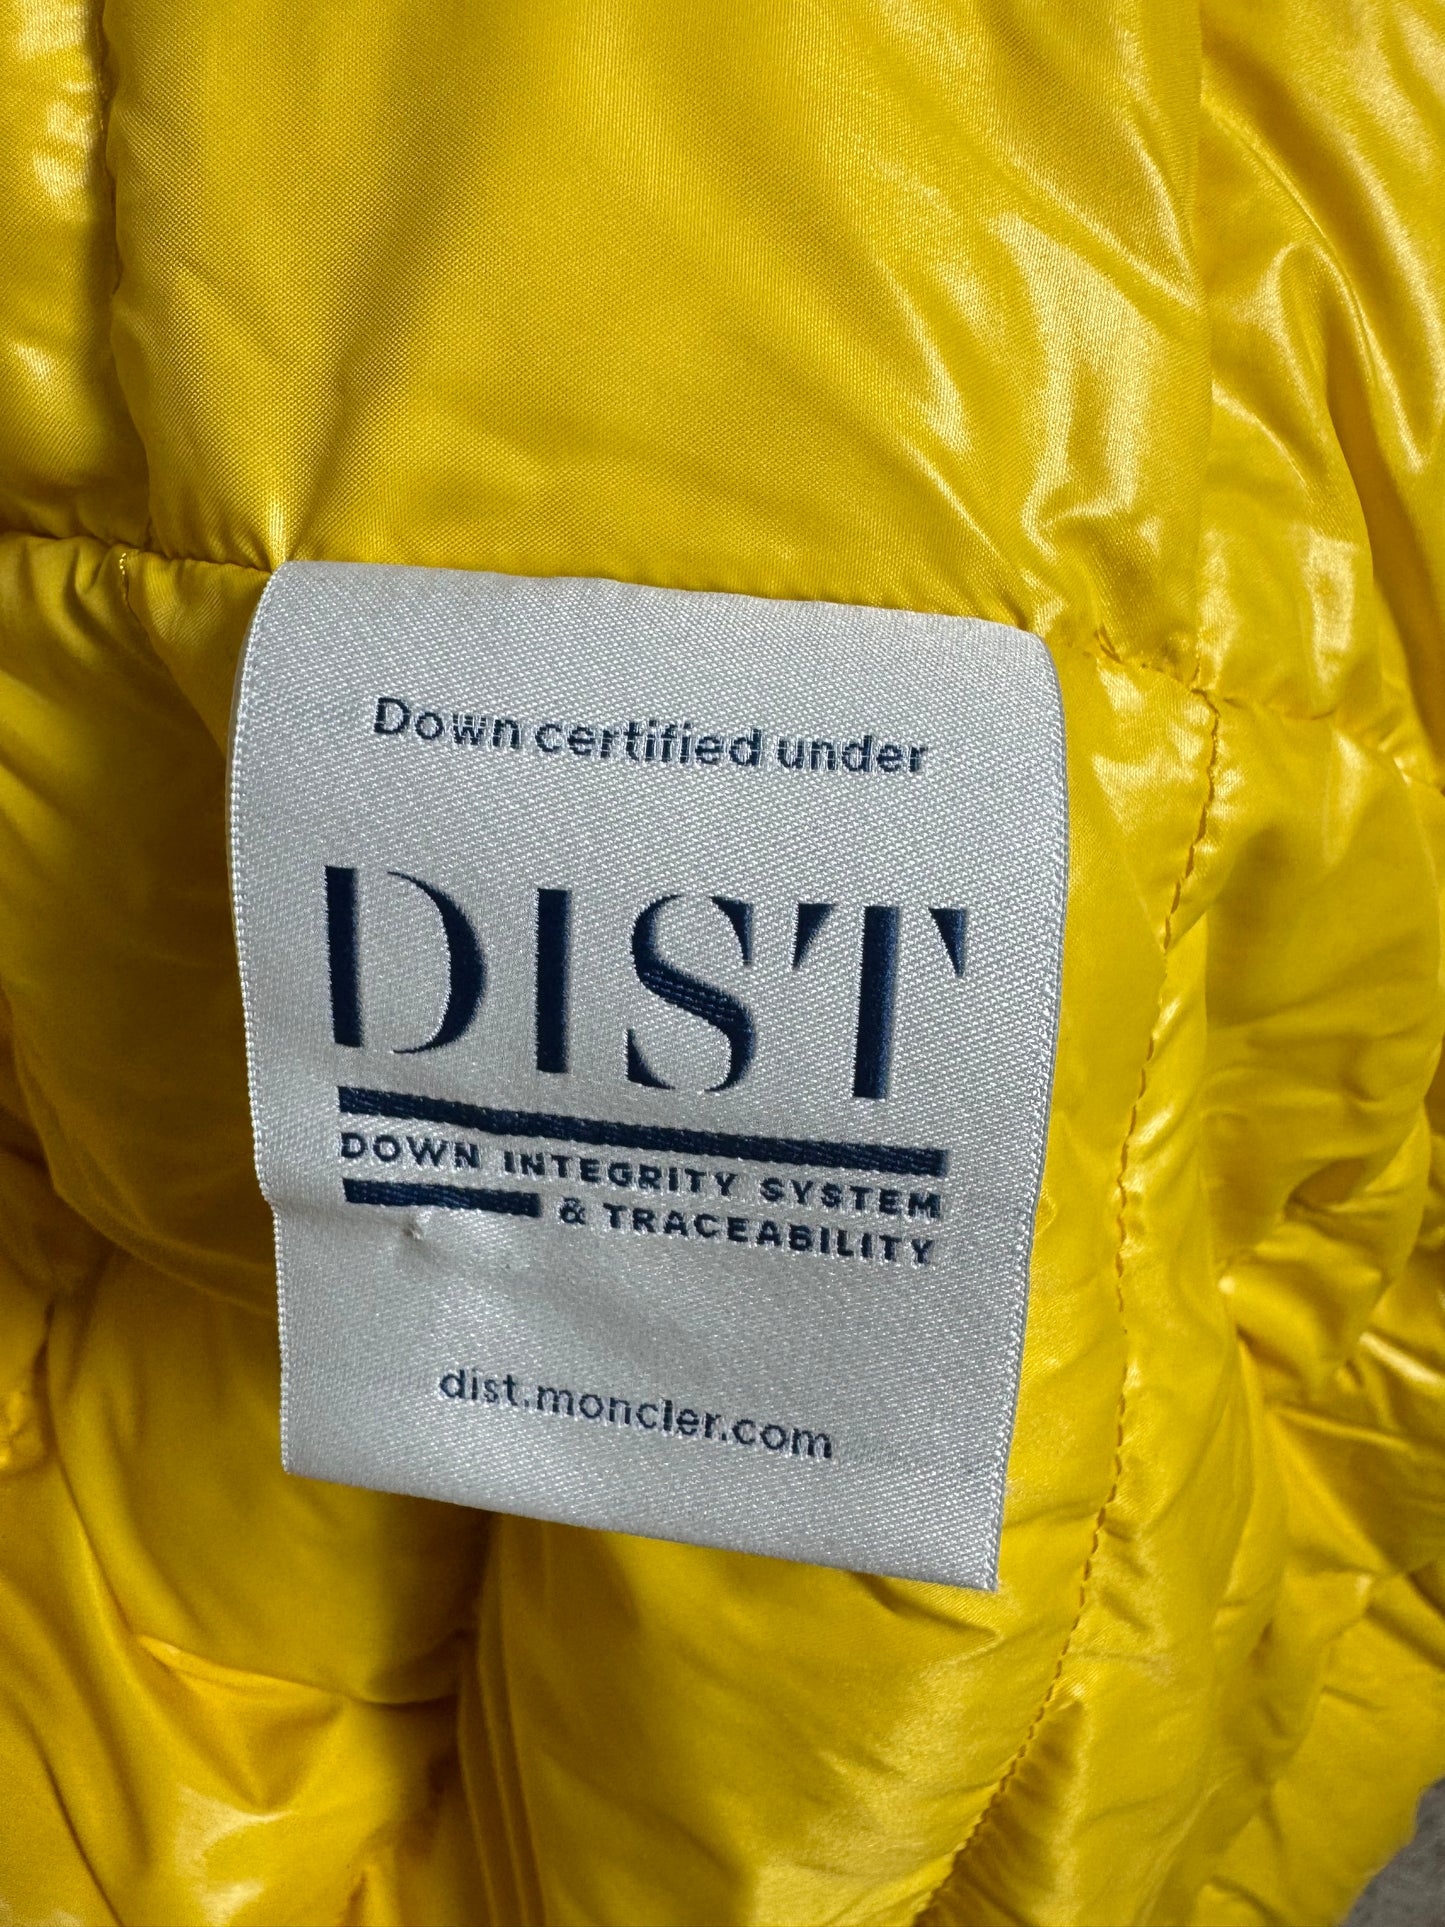 Down certified under
DIST
DOWN INTEGRITY SYSTEM
& TRACEABILITY
dist.moncler.com